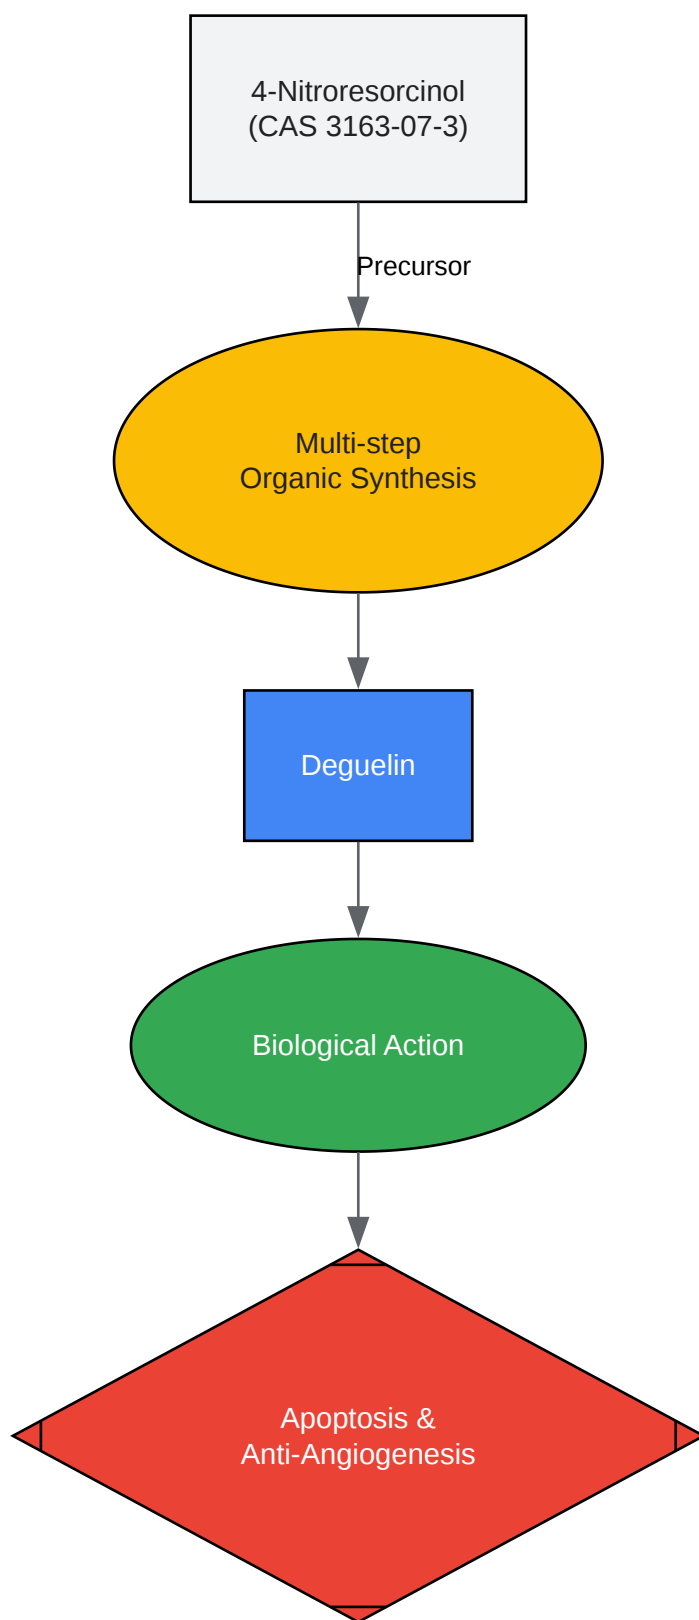 4-Nitroresorcinol
(CAS 3163-07-3)
Precursor
Multi-step
Organic Synthesis
Deguelin
Biological Action
Apoptosis &
Anti-Angiogenesis